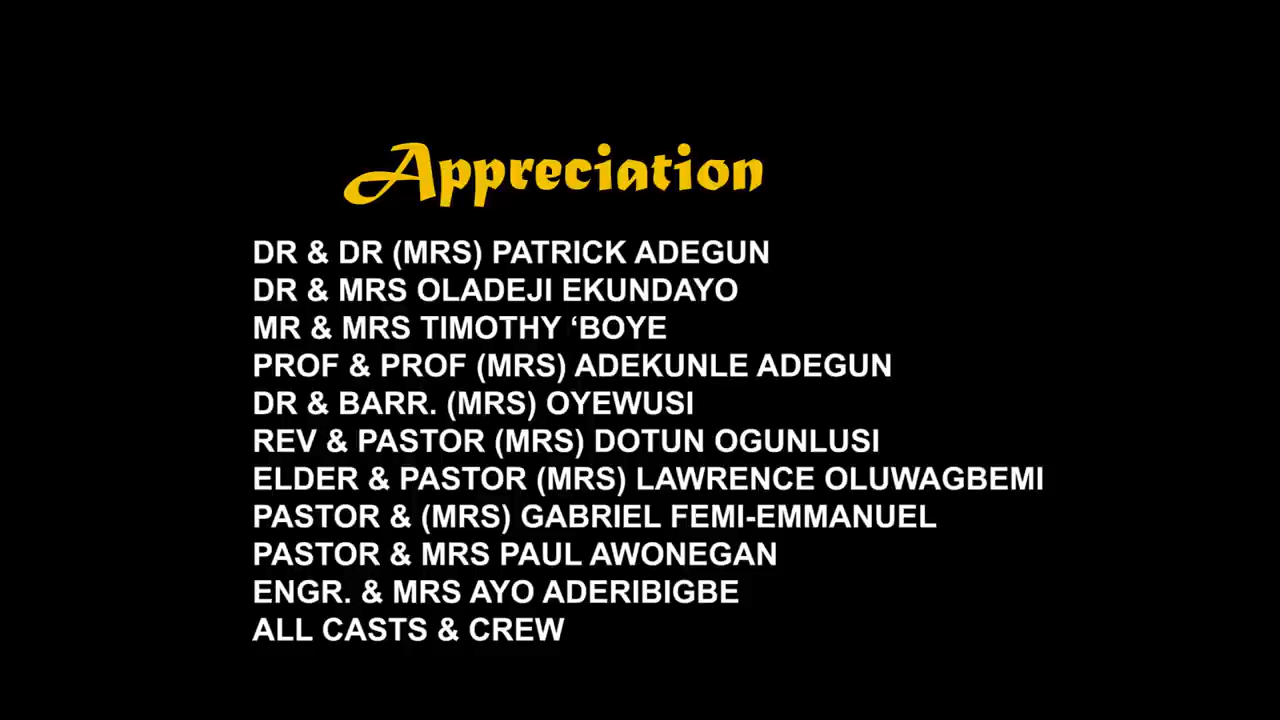 Appreciation
DR & DR (MRS) PATRICK ADEGUN
DR & MRS OLADEJI EKUNDAYO
MR & MRS TIMOTHY ‘BOYE
PROF & PROF (MRS) ADEKUNLE ADEGUN
DR & BARR. (MRS) OYEWUSI
REV & PASTOR (MRS) DOTUN OGUNLUSI
ELDER & PASTOR (MRS) LAWRENCE OLUWAGBEMI
PASTOR & (MRS) GABRIEL FEMI-EMMANUEL
PASTOR & MRS PAUL AWONEGAN
ENGR. & MRS AYO ADERIBIGBE
ALL CASTS & CREW